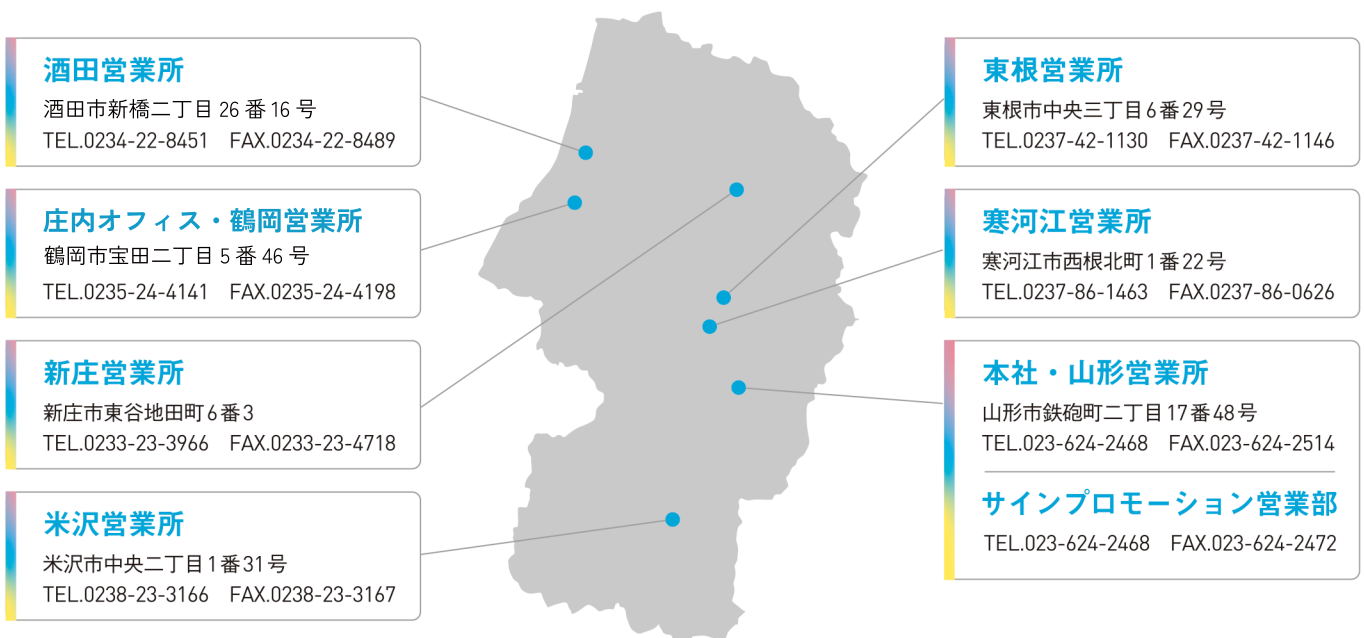 酒田営業所
酒田市新橋二丁目26番16号
TEL.0234-22-8451 FAX.0234-22-8489
庄内オフィス・鶴岡営業所
鶴岡市宝田二丁目5番46号
TEL.0235-24-4141 FAX.0235-24-4198
新庄営業所
新庄市東谷地田町6番3
TEL.0233-23-3966 FAX.0233-23-4718
米沢営業所
米沢市中央二丁目1番31号
TEL.0238-23-3166 FAX.0238-23-3167
東根営業所
東根市中央三丁目6番29号
TEL.0237-42-1130 FAX.0237-42-1146
寒河江営業所
寒河江市西根北町1番22号
TEL.0237-86-1463 FAX.0237-86-0626
本社・山形営業所
山形市鉄砲町二丁目17番48号
TEL.023-624-2468 FAX.023-624-2514
サインプロモーション営業部
TEL.023-624-2468 FAX.023-624-2472